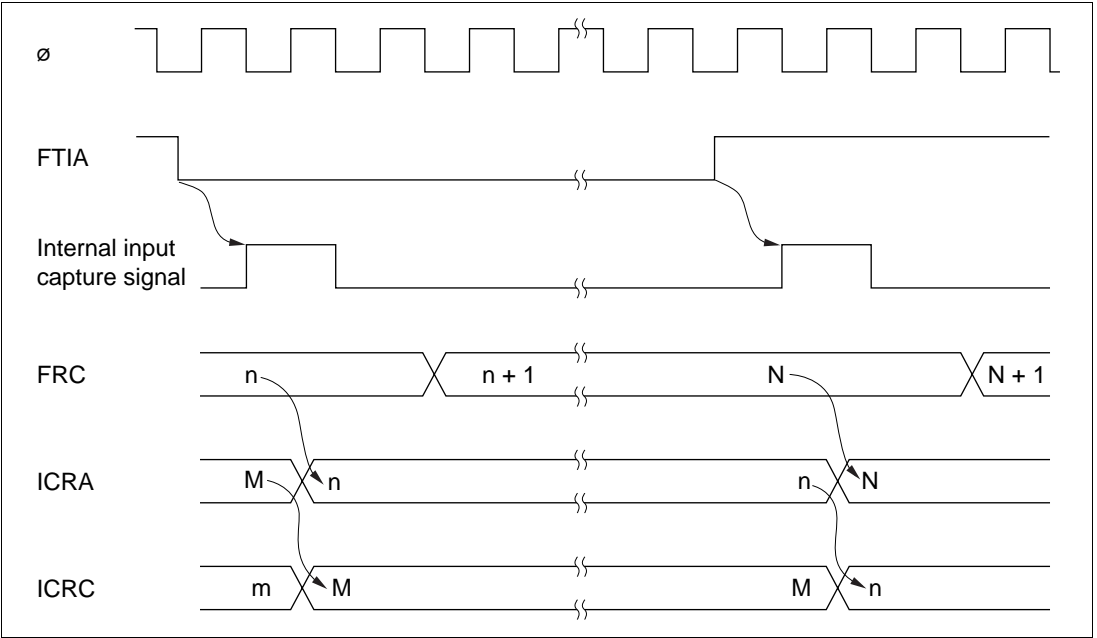 ø
FTIA
Internal input
capture signal
FRC n n + 1 N N + 1
ICRA M n n N
ICRC m M M n